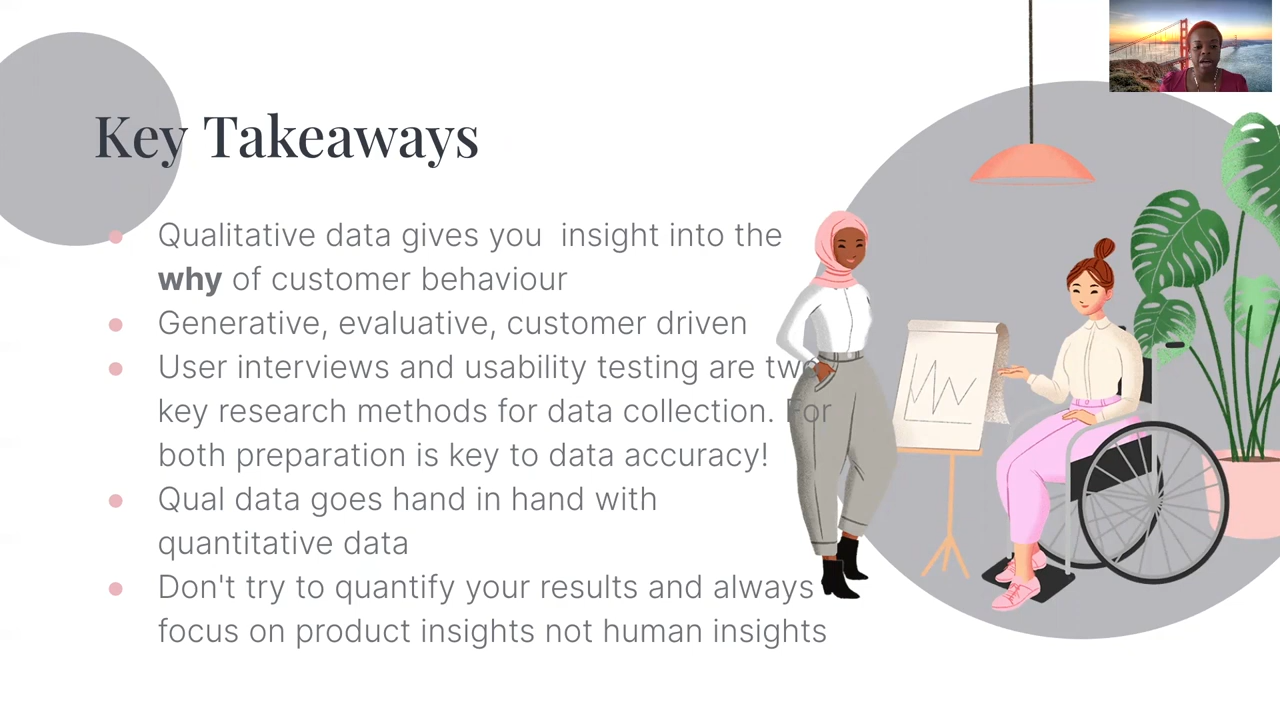 Key Takeaways
Qualitative data gives you  insight into the
why of customer behaviour
Generative, evaluative, customer driven
User interviews and usability testing are two
key research methods for data collection. For
both preparation is key to data accuracy!
Qual data goes hand in hand with
quantitative data
Don't try to quantify your results and always
focus on product insights not human insights